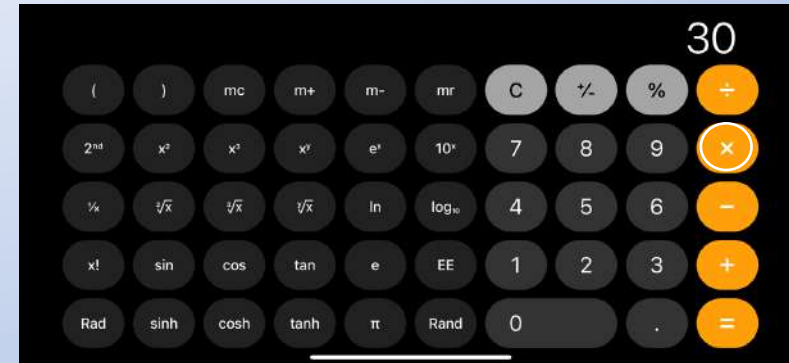 30
( ) mc m+ m- mr C ⁺/₋ % ÷
2ⁿᵈ x² x³ xʸ eˣ 10ˣ 7 8 9 ×
¹/ₓ ²√x ³√x ʸ√x ln log₁₀ 4 5 6 −
x! sin cos tan e EE 1 2 3 +
Rad sinh cosh tanh π Rand 0 . =